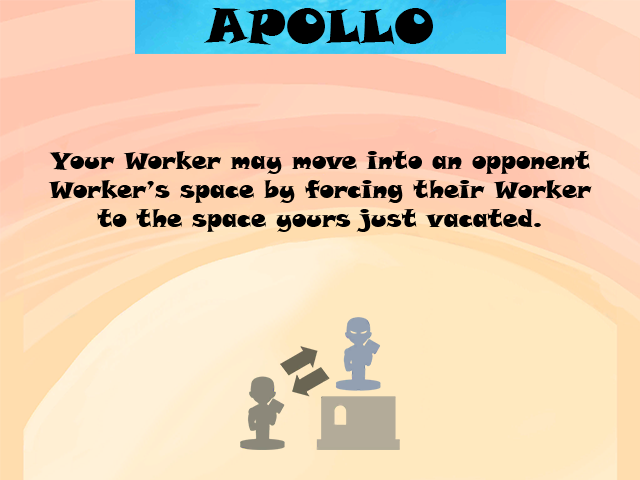 APOLLO
Your Worker may move into an opponent
Worker's space by forcing their Worker
to the space yours just vacated.